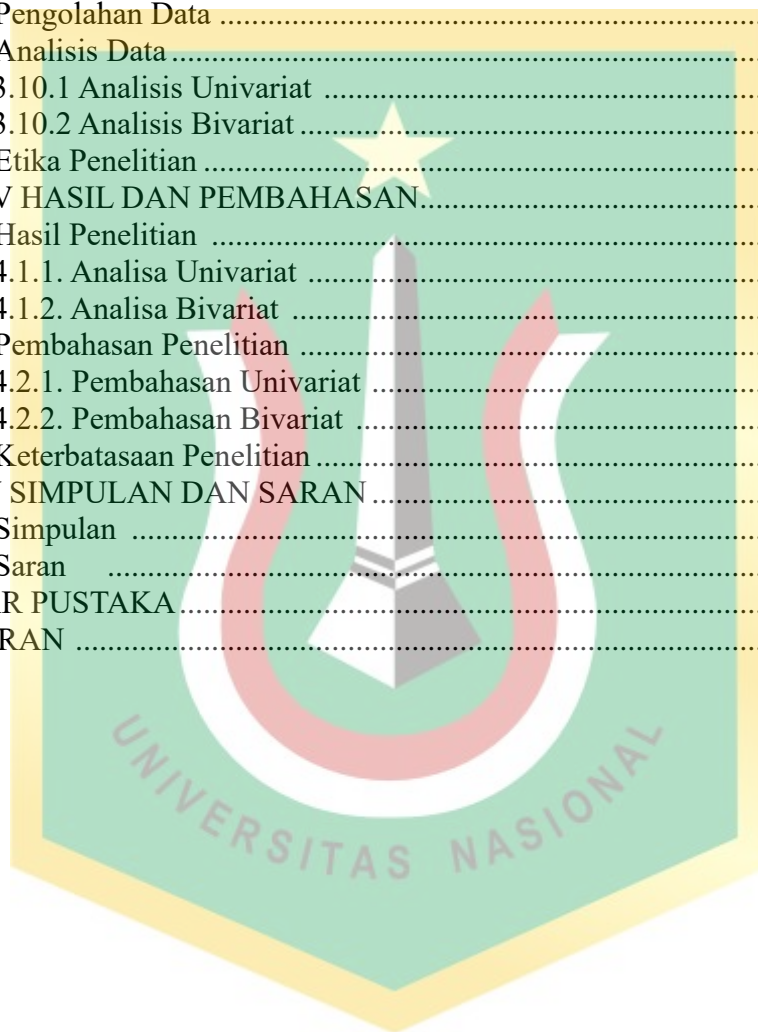 Pengolahan Data ..........................................................................
Analisis Data ................................................................................
3.10.1 Analisis Univariat ............................................................
3.10.2 Analisis Bivariat ...............................................................
Etika Penelitian ............................................................................
V HASIL DAN PEMBAHASAN.................................................
Hasil Penelitian ...........................................................................
4.1.1. Analisa Univariat ..............................................................
4.1.2. Analisa Bivariat ................................................................
Pembahasan Penelitian ................................................................
4.2.1. Pembahasan Univariat ......................................................
4.2.2. Pembahasan Bivariat ........................................................
Keterbatasaan Penelitian ..............................................................
SIMPULAN DAN SARAN .......................................................
Simpulan .....................................................................................
Saran ........................................................................................
R PUSTAKA ...............................................................................
RAN ...........................................................................................
UNIVERSITAS NASIONAL